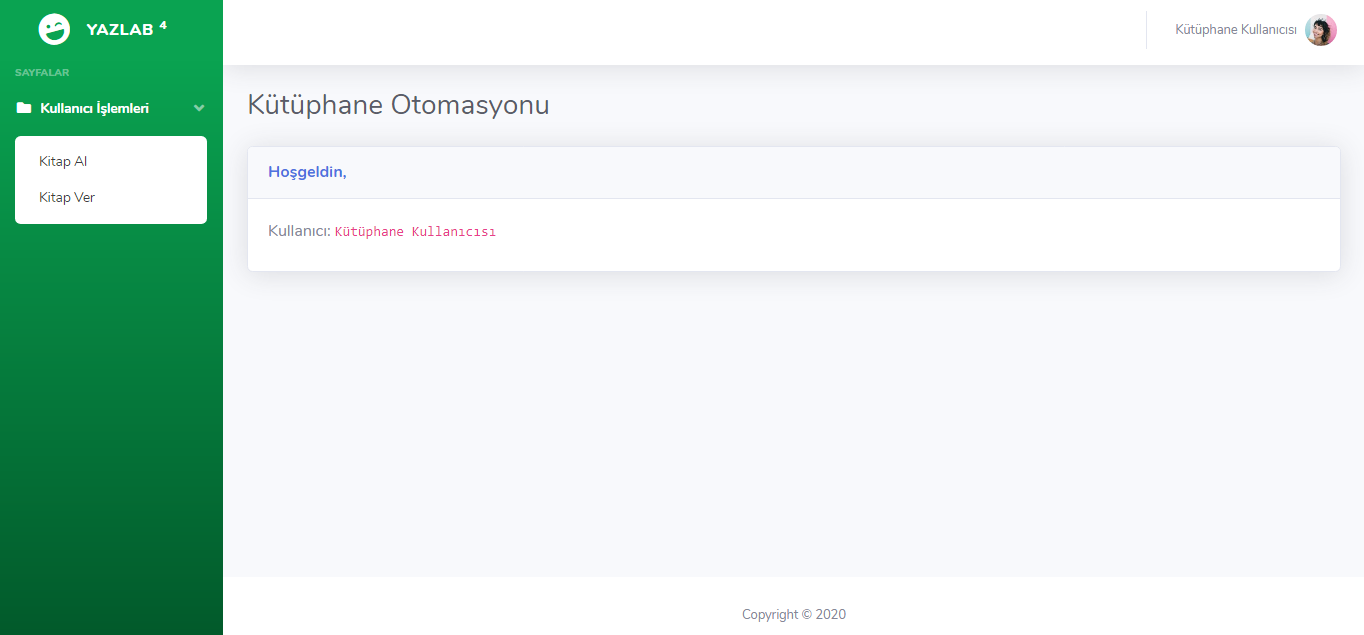 YAZLAB 4
Kütüphane Kullanıcısı
SAYFALAR
Kullanıcı İşlemleri
Kitap Al
Kitap Ver
Kütüphane Otomasyonu
Hoşgeldin,
Kullanıcı: Kütüphane Kullanıcısı
Copyright © 2020